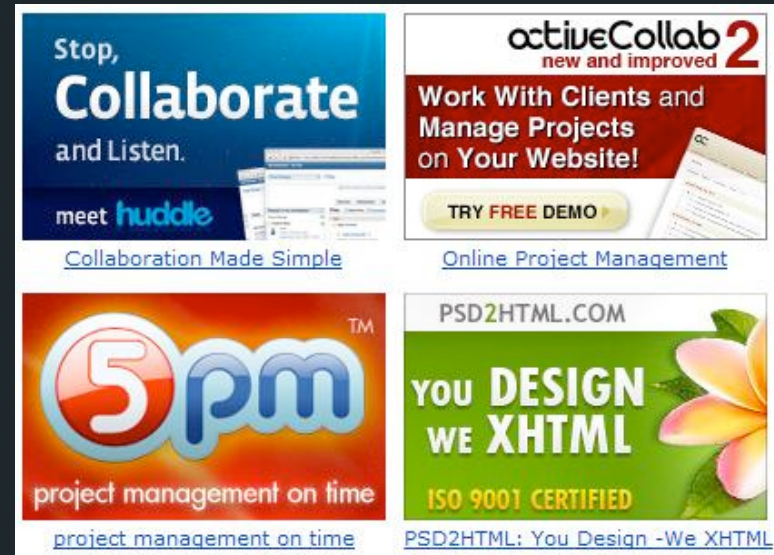 Stop,
Collaborate
and Listen.
meet huddle
Collaboration Made Simple
activeCollab 2
new and improved
Work With Clients and
Manage Projects
on Your Website!
TRY FREE DEMO
Online Project Management
5pm
TM
project management on time
project management on time
PSD2HTML.COM
YOU DESIGN
WE XHTML
ISO 9001 CERTIFIED
PSD2HTML: You Design -We XHTML